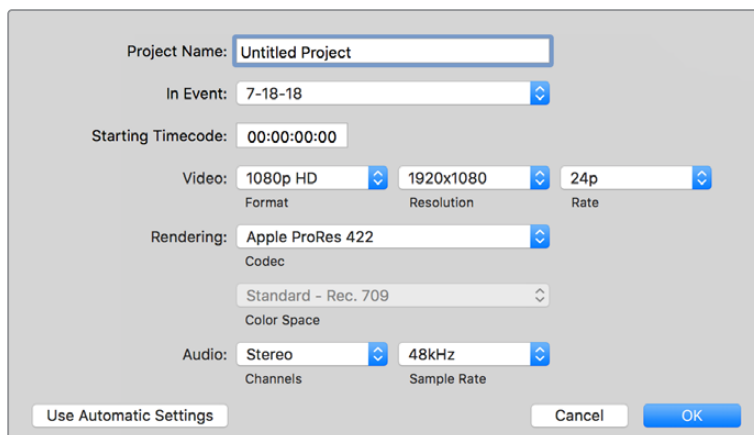 Project Name: Untitled Project
In Event: 7-18-18
Starting Timecode: 00:00:00:00
Video: 1080p HD 1920x1080 24p
Format Resolution Rate
Rendering: Apple ProRes 422
Codec
Standard - Rec. 709
Color Space
Audio: Stereo 48kHz
Channels Sample Rate
Use Automatic Settings Cancel OK